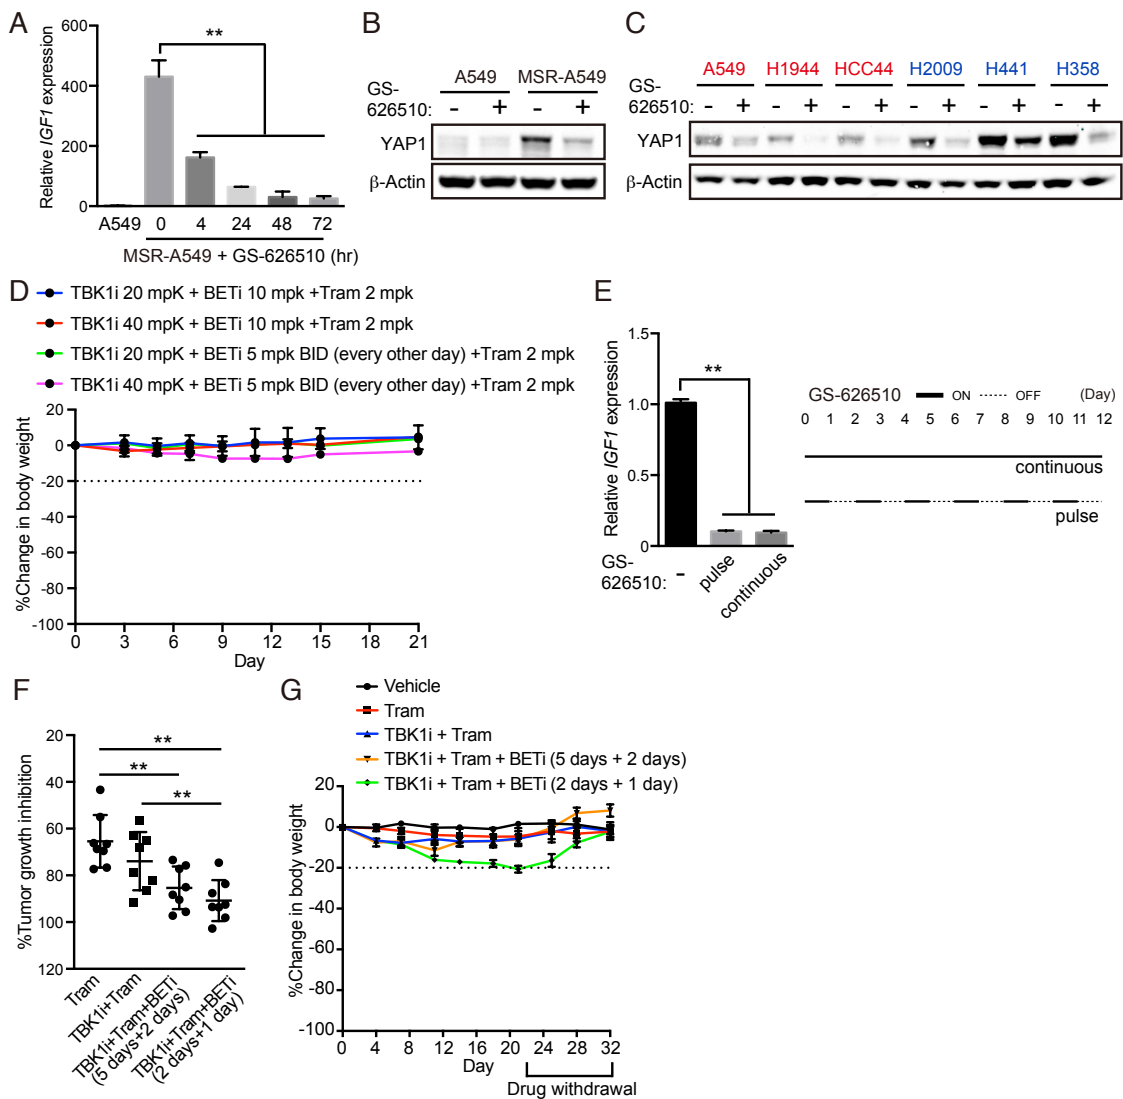 A
Relative IGF1 expression
600
400
200
0
**
A549 0 4 24 48 72
MSR-A549 + GS-626510 (hr)
B
A549 MSR-A549
GS-
626510: - + - +
YAP1
β-Actin
C
A549 H1944 HCC44 H2009 H441 H358
GS-
626510: - + - + - + - + - + - +
YAP1
β-Actin
D
TBK1i 20 mpK + BETi 10 mpk +Tram 2 mpk
TBK1i 40 mpK + BETi 10 mpk +Tram 2 mpk
TBK1i 20 mpK + BETi 5 mpk BID (every other day) +Tram 2 mpk
TBK1i 40 mpK + BETi 5 mpk BID (every other day) +Tram 2 mpk
%Change in body weight
20
0
-20
-40
-60
-80
-100
0 3 6 9 12 15 18 21
Day
E
Relative IGF1 expression
1.5
1.0
0.5
0
**
GS-
626510: - pulse continuous
GS-626510 ON OFF (Day)
0 1 2 3 4 5 6 7 8 9 10 11 12
continuous
pulse
F
%Tumor growth inhibition
20
40
60
80
100
120
**
**
**
Tram
TBK1i+Tram
TBK1i+Tram+BETi
(5 days+2 days)
TBK1i+Tram+BETi
(2 days+1 day)
G
Vehicle
Tram
TBK1i + Tram
TBK1i + Tram + BETi (5 days + 2 days)
TBK1i + Tram + BETi (2 days + 1 day)
%Change in body weight
20
0
-20
-40
-60
-80
-100
0 4 8 12 16 20 24 28 32
Day
Drug withdrawal